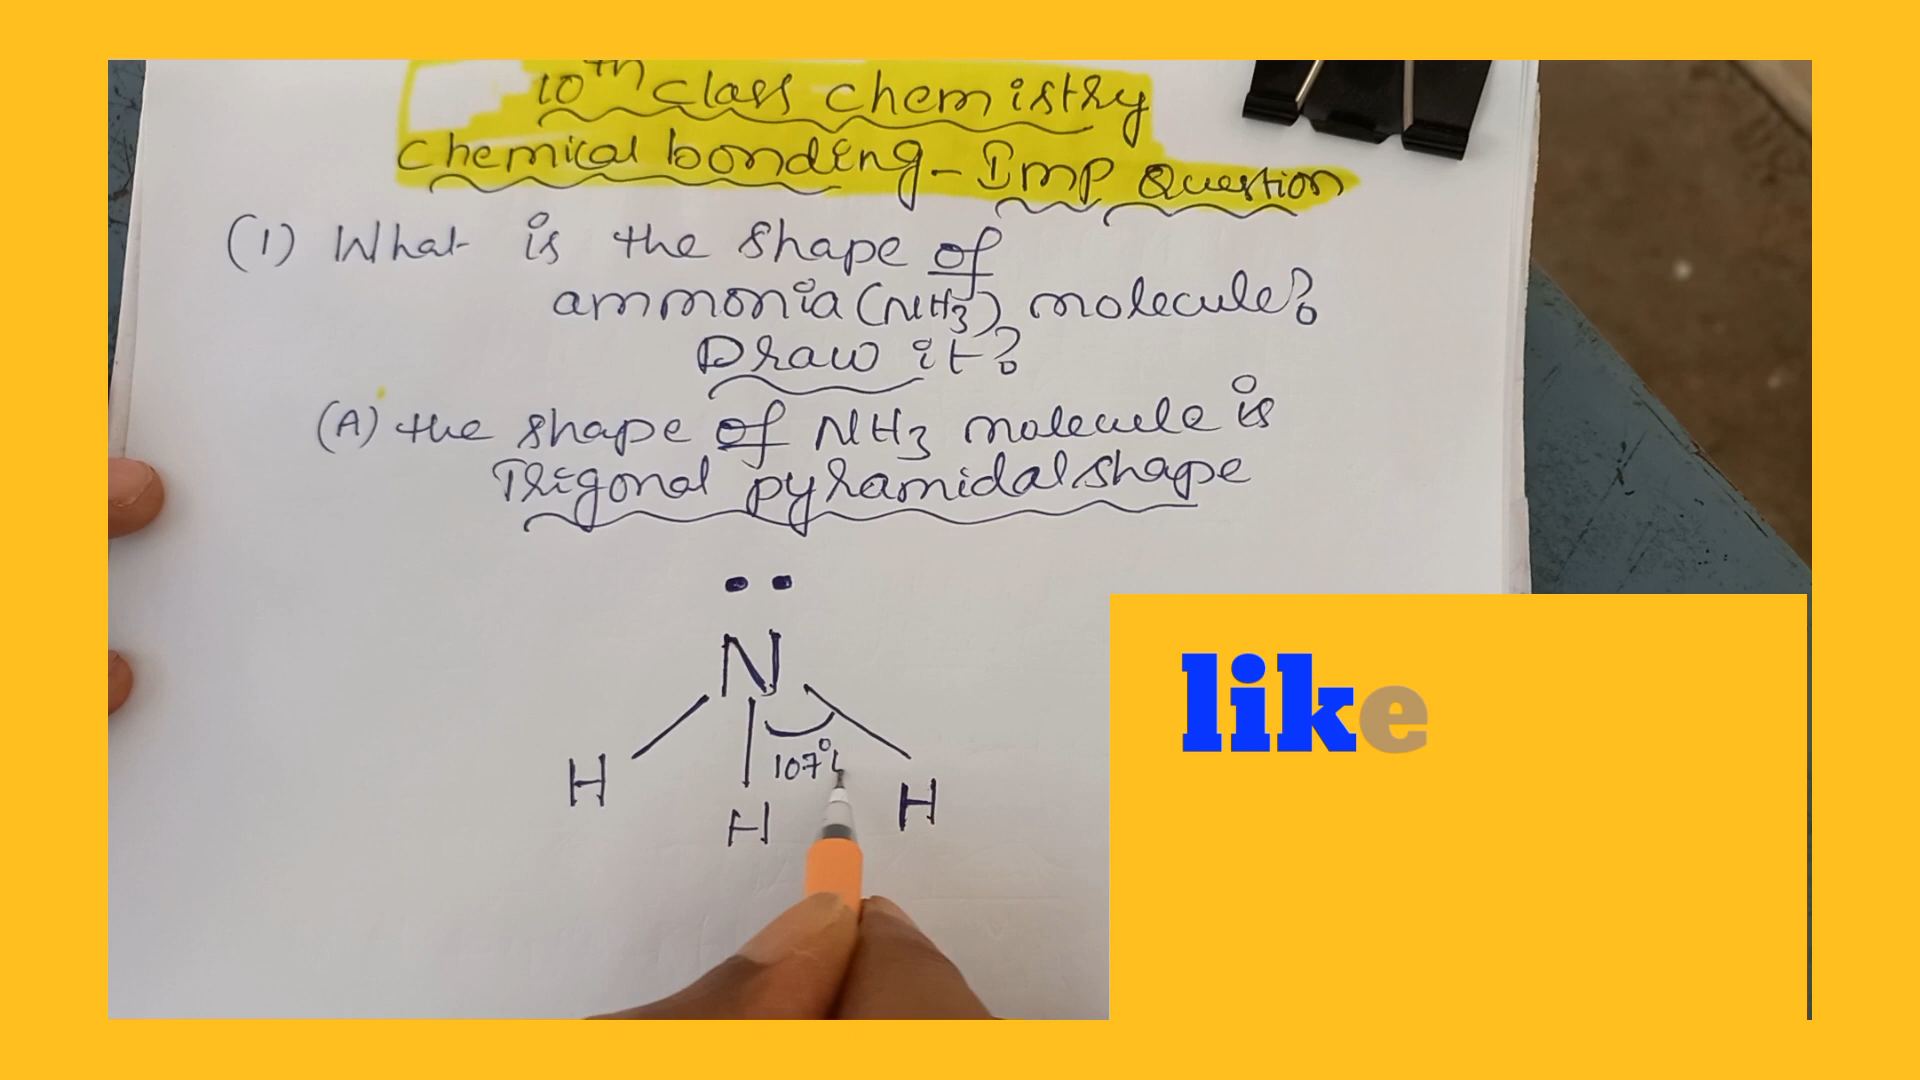 10th class chemistry
chemical bonding - Imp Question
(1) What is the shape of
ammonia (NH3) molecule?
Draw it?
(A) the shape of NH3 molecule is
Trigonal pyramidal shape
N
107°
H
H
H
like